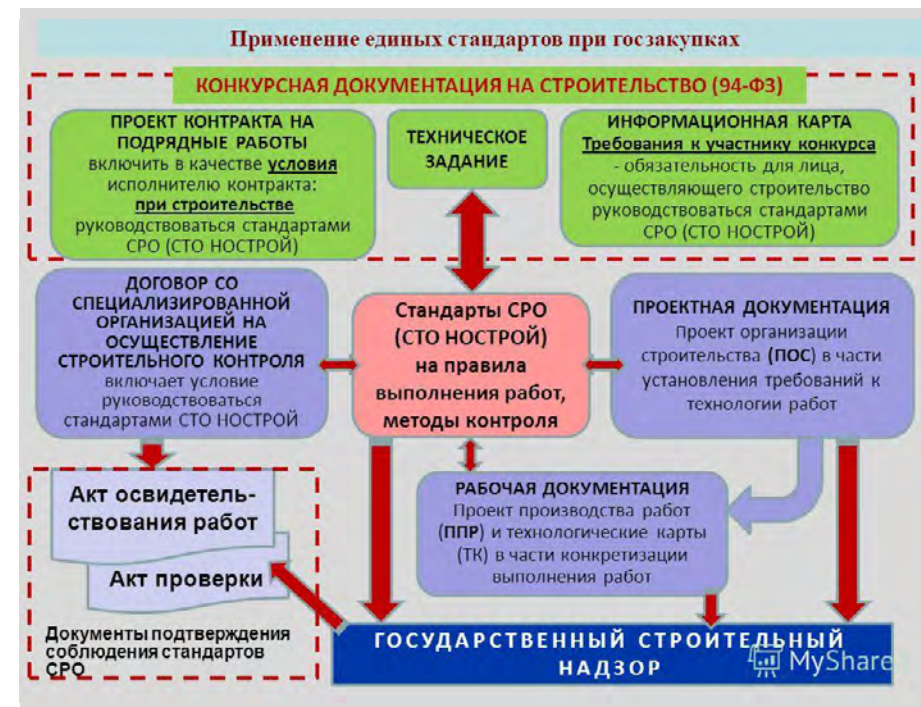 Применение единых стандартов при госзакупках
КОНКУРСНАЯ ДОКУМЕНТАЦИЯ НА СТРОИТЕЛЬСТВО (94-ФЗ)
ПРОЕКТ КОНТРАКТА НА
ПОДРЯДНЫЕ РАБОТЫ
включить в качестве условия
исполнителю контракта:
при строительстве
руководствоваться стандартами
СРО (СТО НОСТРОЙ)
ТЕХНИЧЕСКОЕ
ЗАДАНИЕ
ИНФОРМАЦИОННАЯ КАРТА
Требования к участнику конкурса
- обязательность для лица,
осуществляющего строительство
руководствоваться стандартами
СРО (СТО НОСТРОЙ)
ДОГОВОР СО
СПЕЦИАЛИЗИРОВАННОЙ
ОРГАНИЗАЦИЕЙ НА
ОСУЩЕСТВЛЕНИЕ
СТРОИТЕЛЬНОГО КОНТРОЛЯ
включает условие
руководствоваться
стандартами СТО НОСТРОЙ
Стандарты СРО
(СТО НОСТРОЙ)
на правила
выполнения работ,
методы контроля
ПРОЕКТНАЯ ДОКУМЕНТАЦИЯ
Проект организации
строительства (ПОС) в части
установления требований к
технологии работ
Акт освидетель-
ствования работ
Акт проверки
Документы подтверждения
соблюдения стандартов
СРО
РАБОЧАЯ ДОКУМЕНТАЦИЯ
Проект производства работ
(ППР) и технологические карты
(ТК) в части конкретизации
выполнения работ
ГОСУДАРСТВЕННЫЙ СТРОИТЕЛЬНЫЙ
НАДЗОР
MyShare